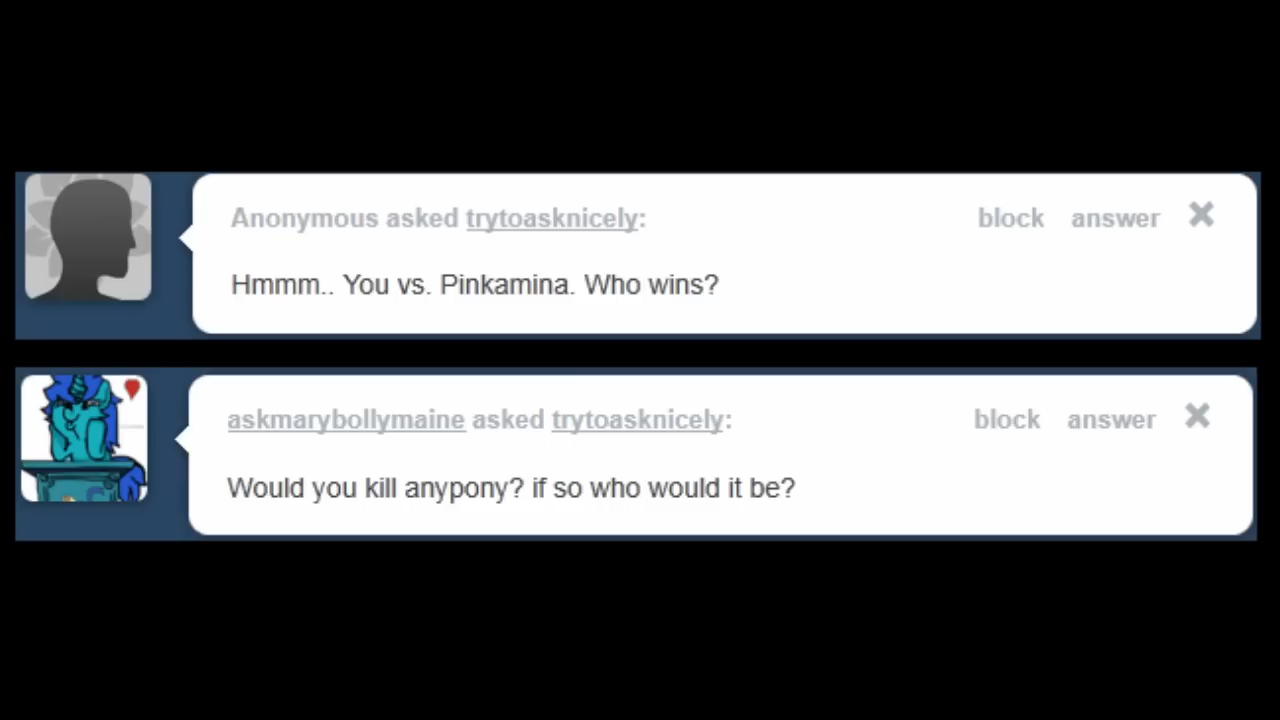 Anonymous asked trytoasknicely: block answer
Hmmm.. You vs. Pinkamina. Who wins?
askmarybollymaine asked trytoasknicely: block answer
Would you kill anypony? if so who would it be?